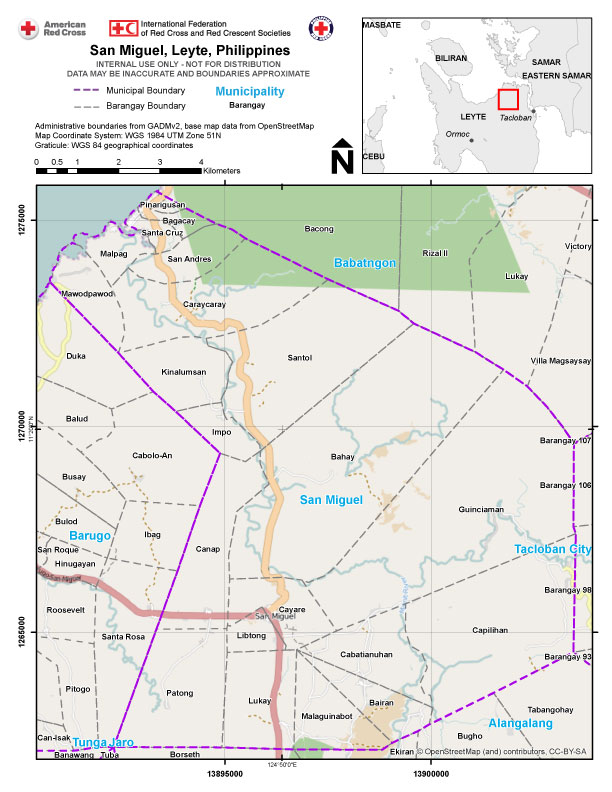 American
Red Cross
International Federation
of Red Cross and Red Crescent Societies
PHILIPPINE
RED CROSS
San Miguel, Leyte, Philippines
INTERNAL USE ONLY - NOT FOR DISTRIBUTION
DATA MAY BE INACCURATE AND BOUNDARIES APPROXIMATE
Municipal Boundary
Municipality
Barangay Boundary
Barangay
Administrative boundaries from GADMv2, base map data from OpenStreetMap
Map Coordinate System: WGS 1984 UTM Zone 51N
Graticule: WGS 84 geographical coordinates
0 0.5 1 2 3 4
Kilometers
N
MASBATE
BILIRAN
SAMAR
EASTERN SAMAR
LEYTE
Tacloban
Ormoc
CEBU
1275000
Pinarigusan
Bagacay
Santa Cruz
Bacong
Malpag
San Andres
Babatngon
Rizal II
Victory
Lukay
Mawodpawod
Caraycaray
Duka
Santol
Villa Magsaysay
Kinalumsan
1270000
Balud
Impo
Barangay 107
Cabolo-An
Bahay
Busay
Barangay 106
San Miguel
Guinciaman
Bulod
Barugo
Ibag
San Roque
Canap
Tacloban City
Hinugayan
Barangay 98
Roosevelt
Cayare
San Miguel
1265000
Santa Rosa
Libtong
Capilihan
Cabatianuhan
Barangay 93
Pitogo
Patong
Lukay
Bairan
Malaguinabot
Tabangohay
Alangalang
Can-Isak
Tunga
Jaro
Bugho
Banawang
Tuba
Borseth
Ekiran
© OpenStreetMap (and) contributors, CC-BY-SA
13895000
124°50'0"E
13900000